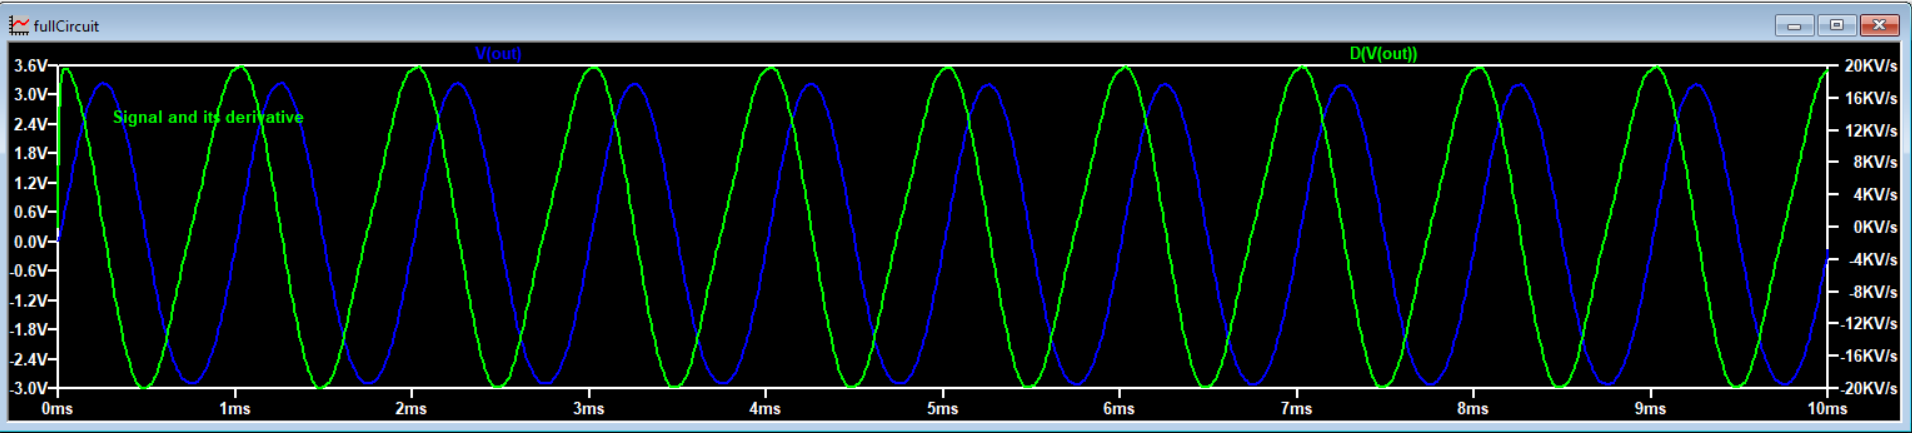 fullCircuit
V(out) D(V(out))
3.6V 20KV/s
3.0V 16KV/s
Signal and its derivative
2.4V 12KV/s
1.8V 8KV/s
1.2V 4KV/s
0.6V 0KV/s
0.0V -4KV/s
-0.6V -8KV/s
-1.2V -12KV/s
-1.8V -16KV/s
-2.4V -20KV/s
-3.0V
0ms 1ms 2ms 3ms 4ms 5ms 6ms 7ms 8ms 9ms 10ms